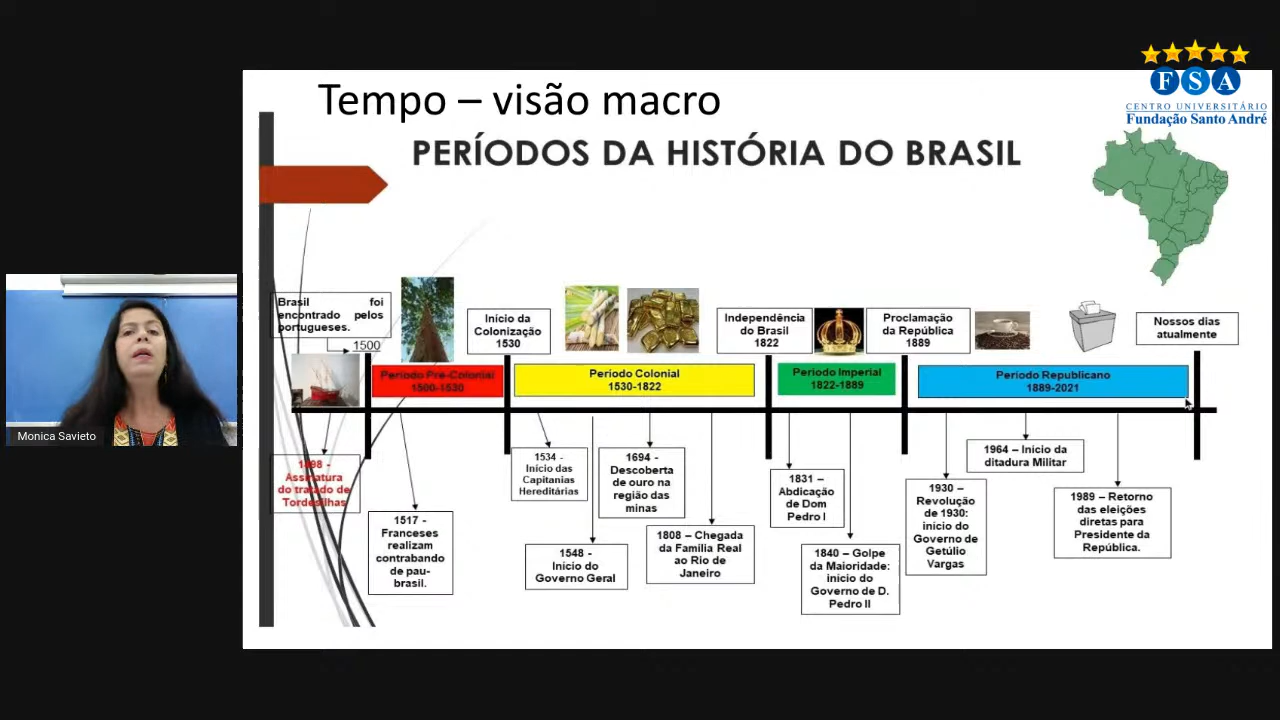 Tempo – visão macro
PERÍODOS DA HISTÓRIA DO BRASIL
F S A
CENTRO UNIVERSITÁRIO
Fundação Santo André
Brasil foi
encontrado pelos
portugueses.
1500
Início da
Colonização
1530
Independência
do Brasil
1822
Proclamação
da República
1889
Nossos dias
atualmente
Período Pré-Colonial
1500-1530
Período Colonial
1530-1822
Período Imperial
1822-1889
Período Republicano
1889-2021
1498 -
Assinatura
do tratado de
Tordesilhas
1517 -
Franceses
realizam
contrabando
de pau-
brasil.
1534 -
Início das
Capitanias
Hereditárias
1548 -
Início do
Governo Geral
1694 -
Descoberta
de ouro na
região das
minas
1808 – Chegada
da Família Real
ao Rio de
Janeiro
1831 –
Abdicação
de Dom
Pedro I
1840 – Golpe
da Maioridade:
início do
Governo de D.
Pedro II
1930 –
Revolução
de 1930:
início do
Governo de
Getúlio
Vargas
1964 – Início da
ditadura Militar
1989 – Retorno
das eleições
diretas para
Presidente da
República.
Monica Savieto